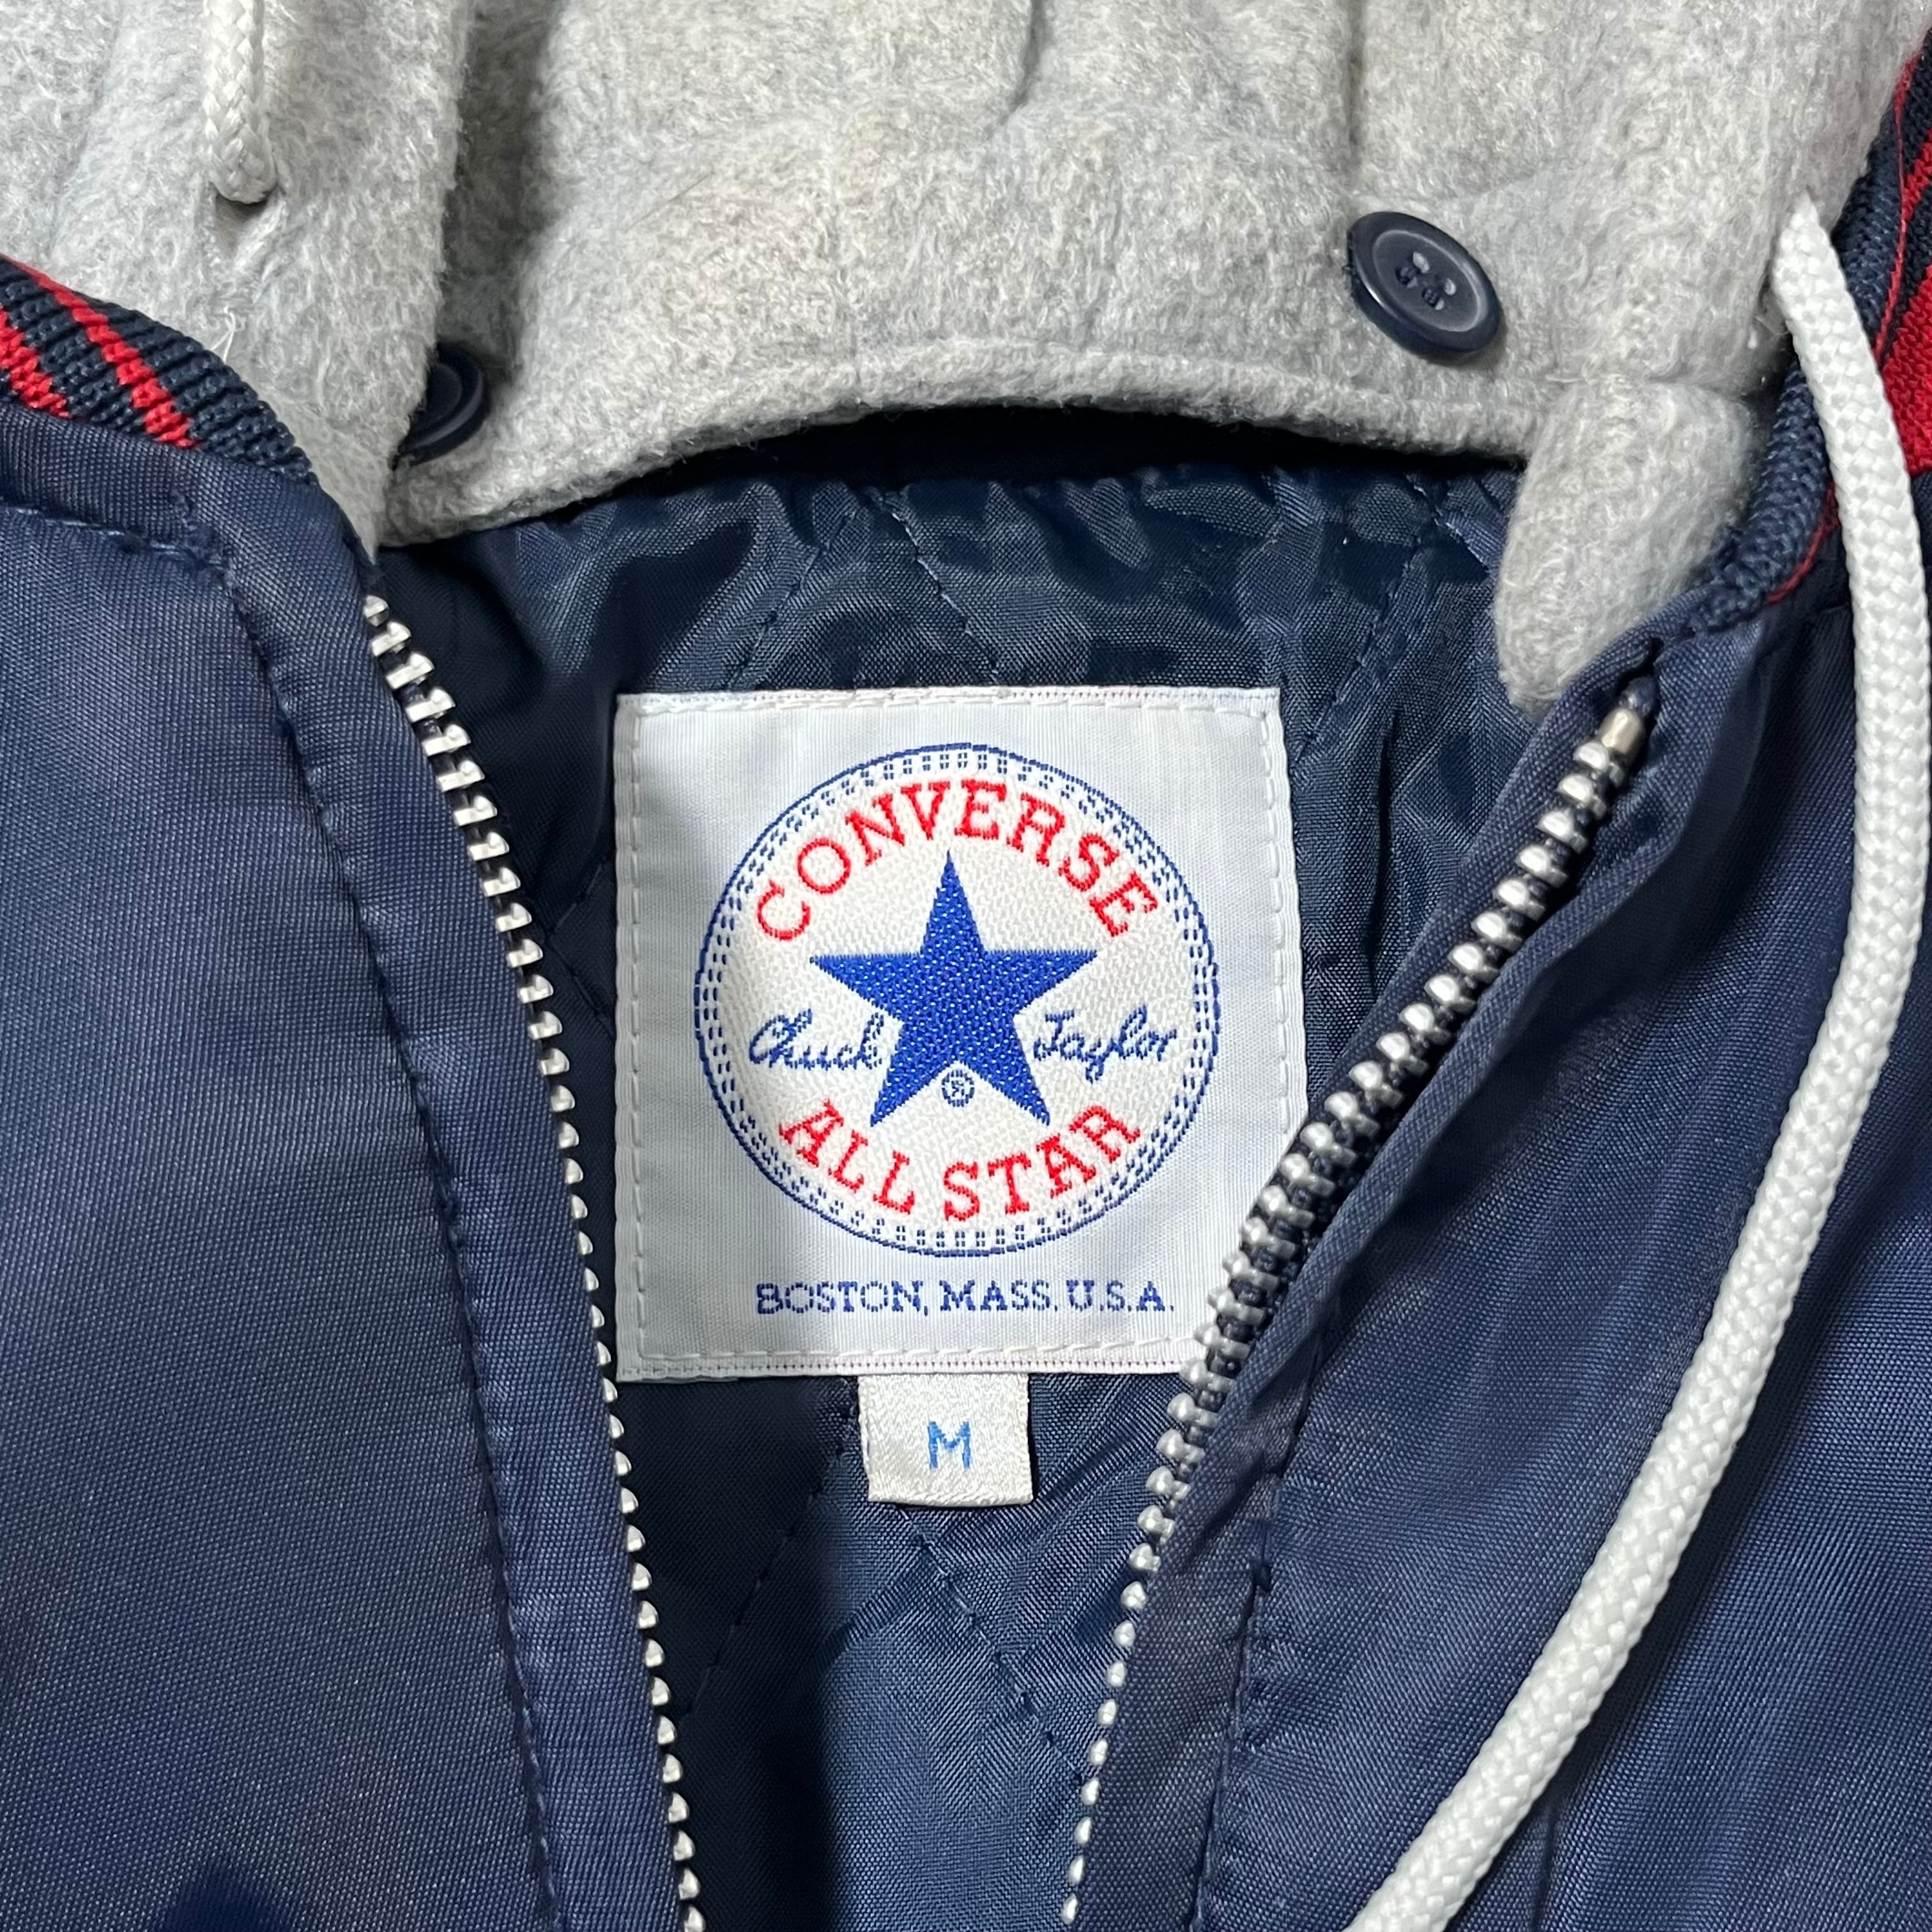 CONVERSE
Chuck Taylor
®
ALL STAR
BOSTON, MASS. U.S.A.
M